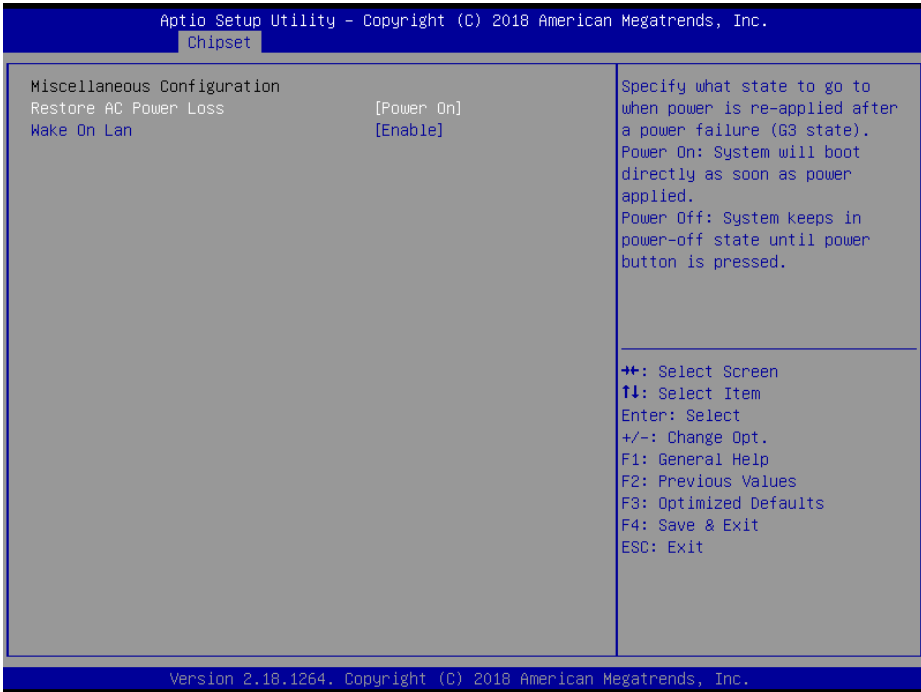 Aptio Setup Utility – Copyright (C) 2018 American Megatrends, Inc.
Chipset
Miscellaneous Configuration
Restore AC Power Loss [Power On]
Wake On Lan [Enable]
Specify what state to go to
when power is re-applied after
a power failure (G3 state).
Power On: System will boot
directly as soon as power
applied.
Power Off: System keeps in
power-off state until power
button is pressed.
→←: Select Screen
↑↓: Select Item
Enter: Select
+/-: Change Opt.
F1: General Help
F2: Previous Values
F3: Optimized Defaults
F4: Save & Exit
ESC: Exit
Version 2.18.1264. Copyright (C) 2018 American Megatrends, Inc.